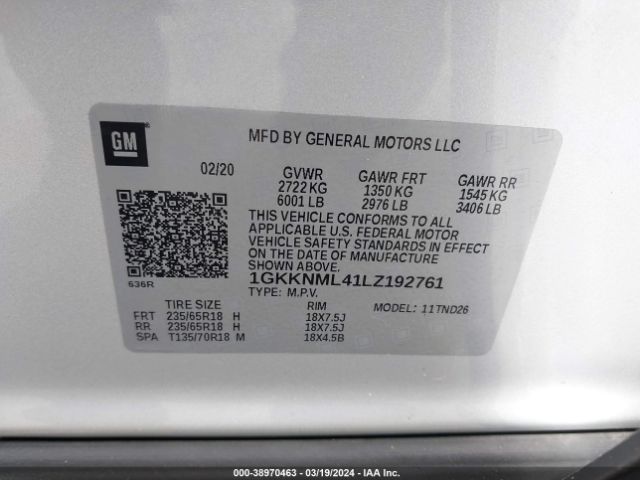 GM
MFD BY GENERAL MOTORS LLC
02/20 GVWR GAWR FRT GAWR RR
2722 KG 1350 KG 1545 KG
6001 LB 2976 LB 3406 LB
THIS VEHICLE CONFORMS TO ALL
APPLICABLE U.S. FEDERAL MOTOR
VEHICLE SAFETY STANDARDS IN EFFECT
ON THE DATE OF MANUFACTURE
SHOWN ABOVE.
636R
1GKKNML41LZ192761
TYPE: M.P.V. MODEL: 11TND26
TIRE SIZE RIM
FRT 235/65R18 H 18X7.5J
RR 235/65R18 H 18X7.5J
SPA T135/70R18 M 18X4.5B
000-38970463 - 03/19/2024 - IAA Inc.